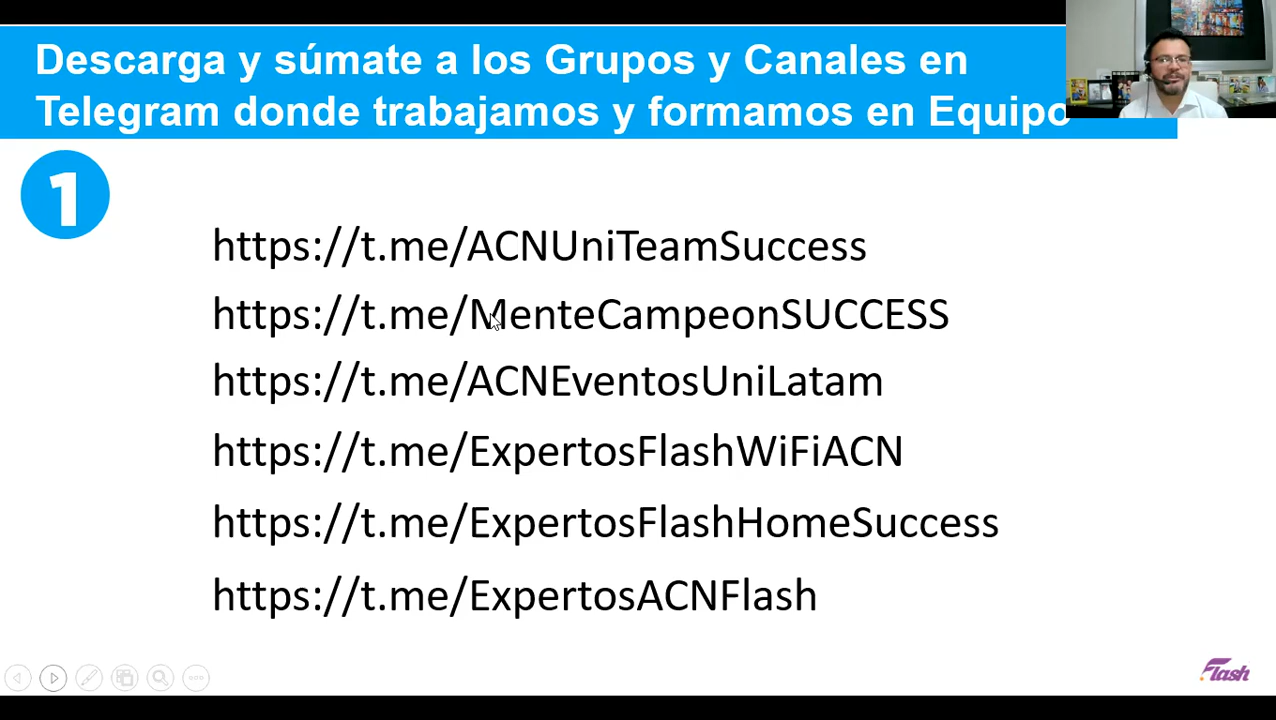 Descarga y súmate a los Grupos y Canales en
Telegram donde trabajamos y formamos en Equipo
1
https://t.me/ACNUniTeamSuccess
https://t.me/MenteCampeonSUCCESS
https://t.me/ACNEventosUniLatam
https://t.me/ExpertosFlashWiFiACN
https://t.me/ExpertosFlashHomeSuccess
https://t.me/ExpertosACNFlash
Flash